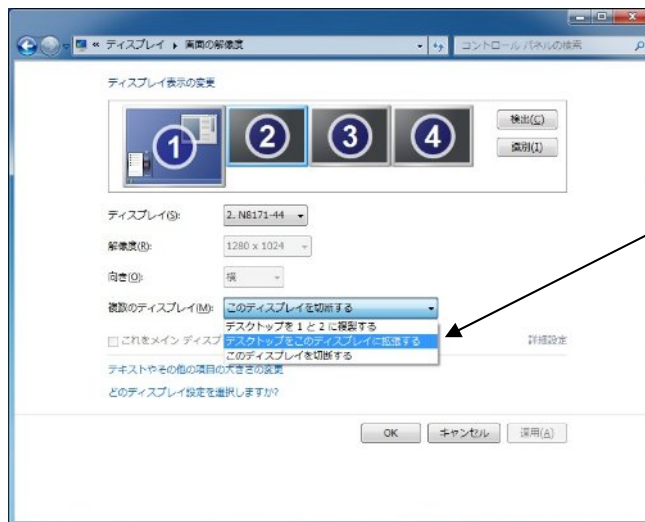 « ディスプレイ ▸ 画面の解像度
コントロール パネルの検索
ディスプレイ表示の変更
1
2
3
4
検出(C)
識別(I)
ディスプレイ(S):
2. N8171-44
解像度(R):
1280 x 1024
向き(O):
横
複数のディスプレイ(M):
このディスプレイを切断する
デスクトップを 1 と 2 に複製する
これをメイン ディスプ
デスクトップをこのディスプレイに拡張する
詳細設定
このディスプレイを切断する
テキストやその他の項目の大きさの変更
どのディスプレイ設定を選択しますか?
OK
キャンセル
適用(A)